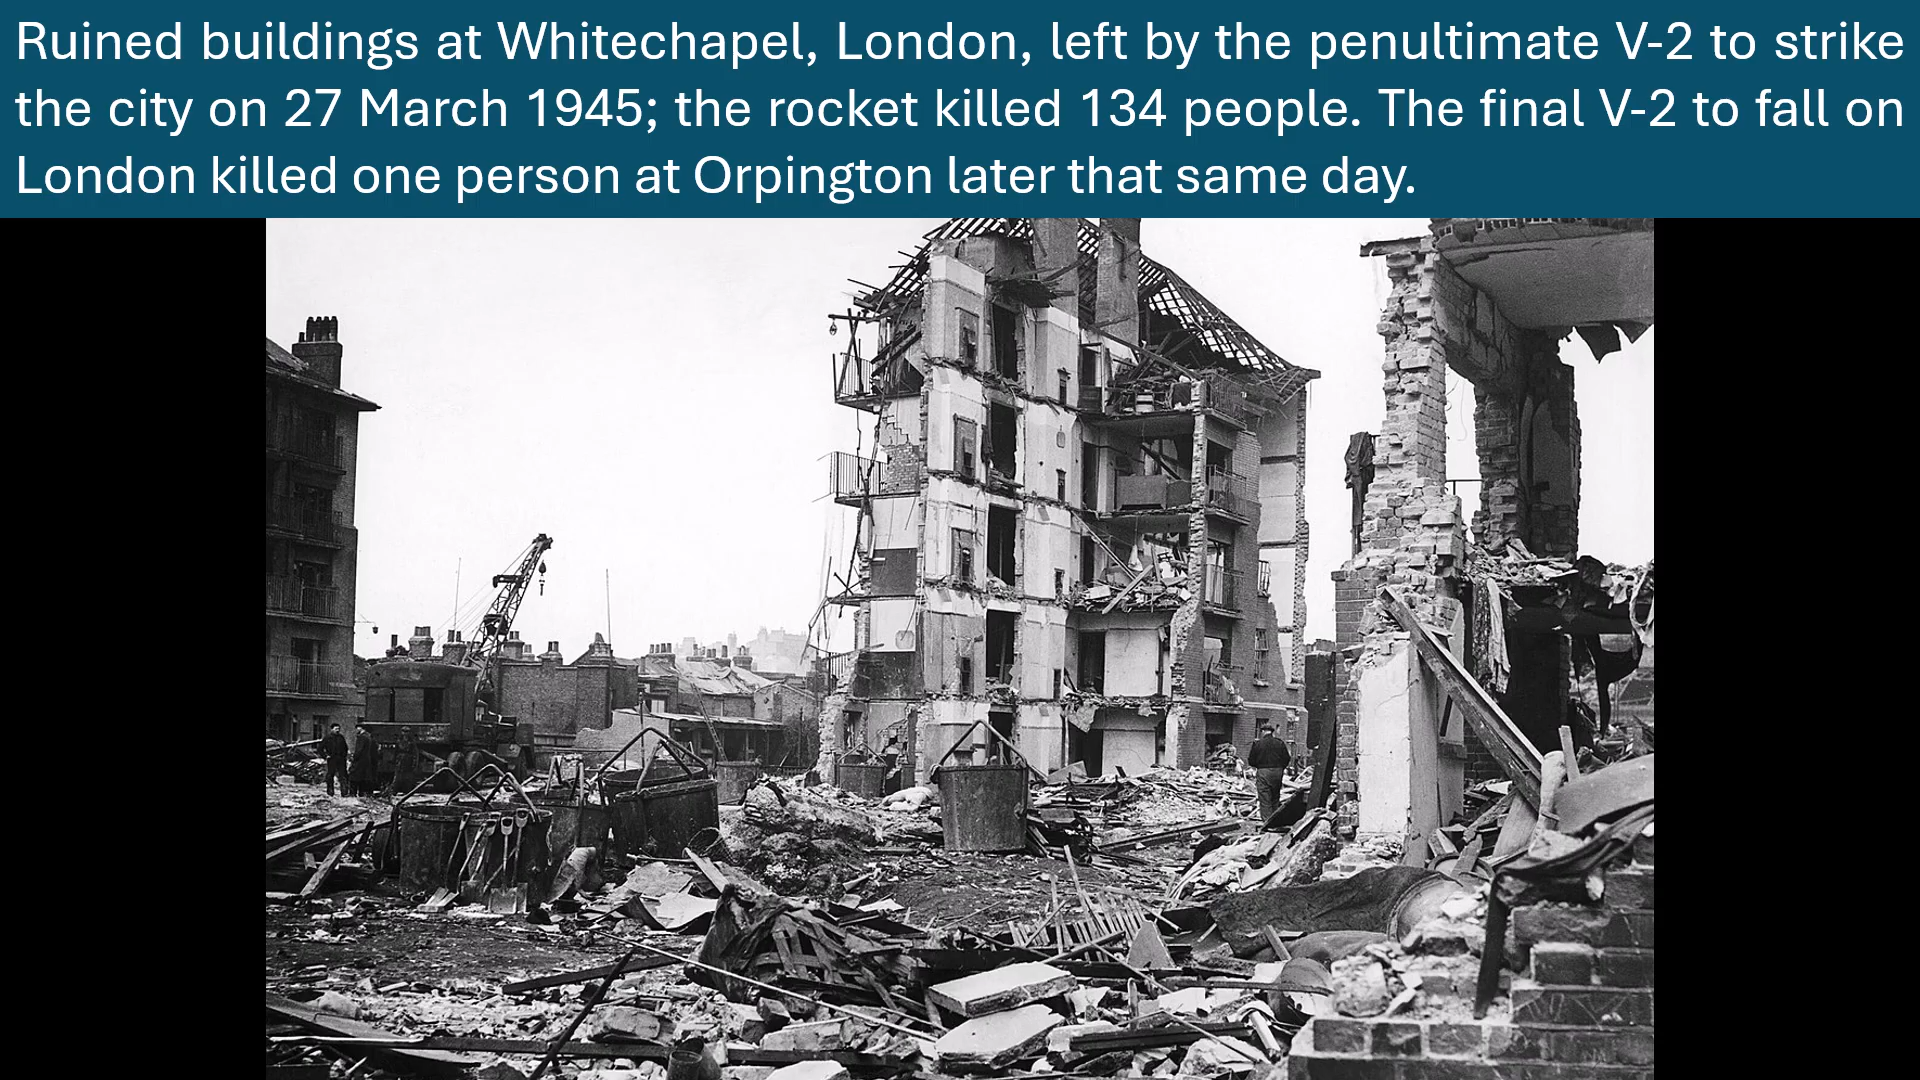 Ruined buildings at Whitechapel, London, left by the penultimate V-2 to strike
the city on 27 March 1945; the rocket killed 134 people. The final V-2 to fall on
London killed one person at Orpington later that same day.